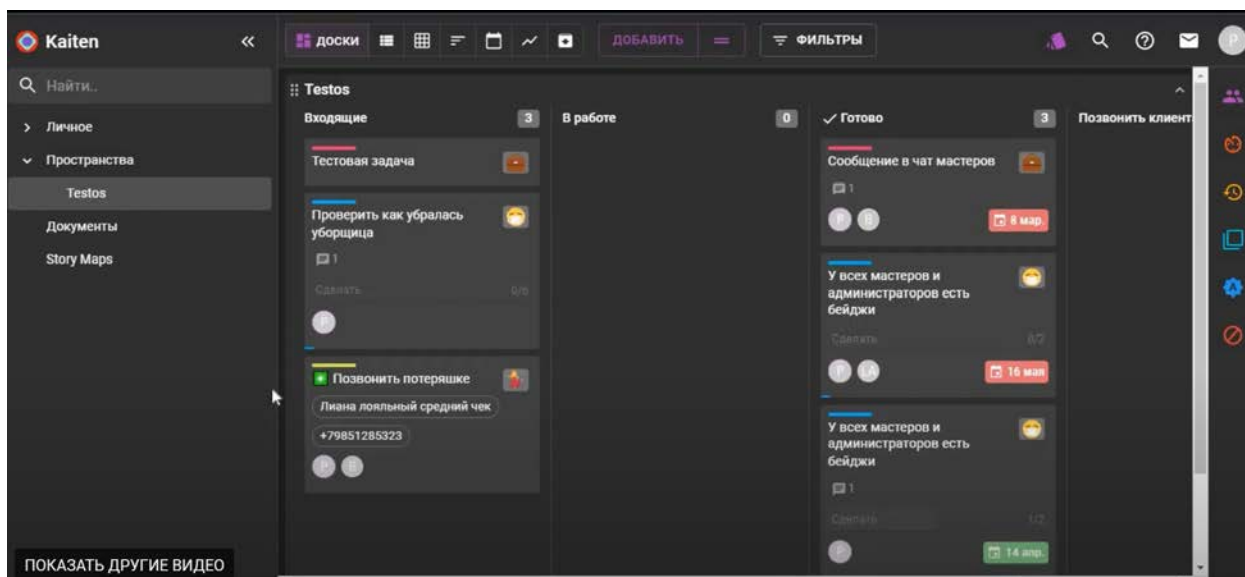 Kaiten
«
ДОСКИ
ДОБАВИТЬ
ФИЛЬТРЫ
P
Найти..
Личное
Пространства
Testos
Документы
Story Maps
Testos
Входящие 3
Тестовая задача
Проверить как убралась
уборщица
1
Сделать
P
Позвонить потеряшке
Лиана лояльный средний чек
+79851285323
P B
В работе 0
Готово 3
Сообщение в чат мастеров
1
P B
8 мар.
У всех мастеров и
администраторов есть
бейджи
Сделать 0/2
P LA
16 мая
У всех мастеров и
администраторов есть
бейджи
1
Сделать 1/2
P
14 апр.
Позвонить клиент
A
ПОКАЗАТЬ ДРУГИЕ ВИДЕО